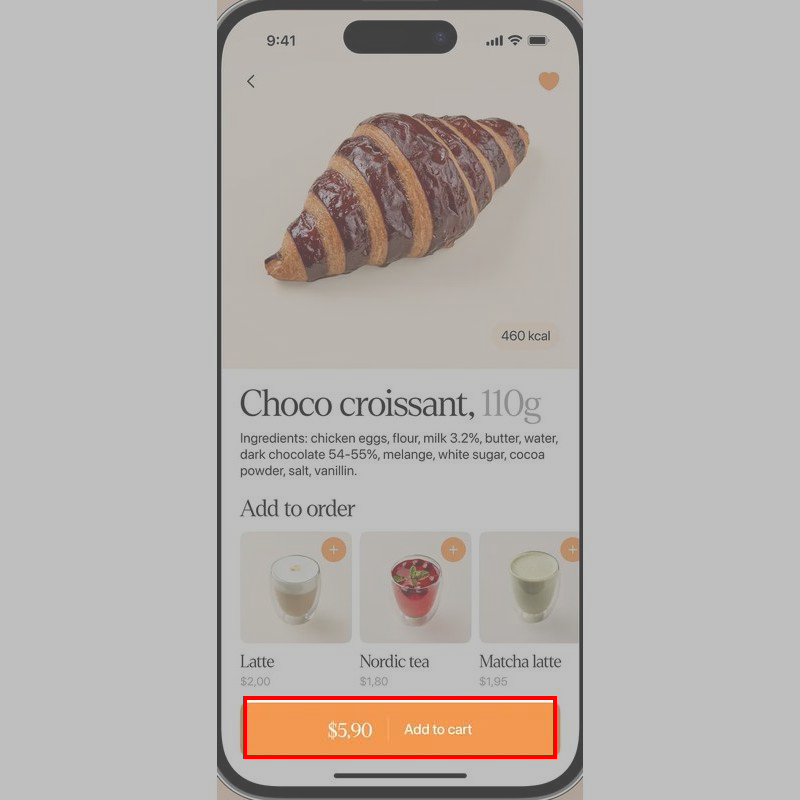 9:41
460 kcal
Choco croissant, 110g
Ingredients: chicken eggs, flour, milk 3.2%, butter, water,
dark chocolate 54-55%, melange, white sugar, cocoa
powder, salt, vanillin.
Add to order
Latte
$2,00
Nordic tea
$1,80
Matcha latte
$1,95
$5,90 Add to cart